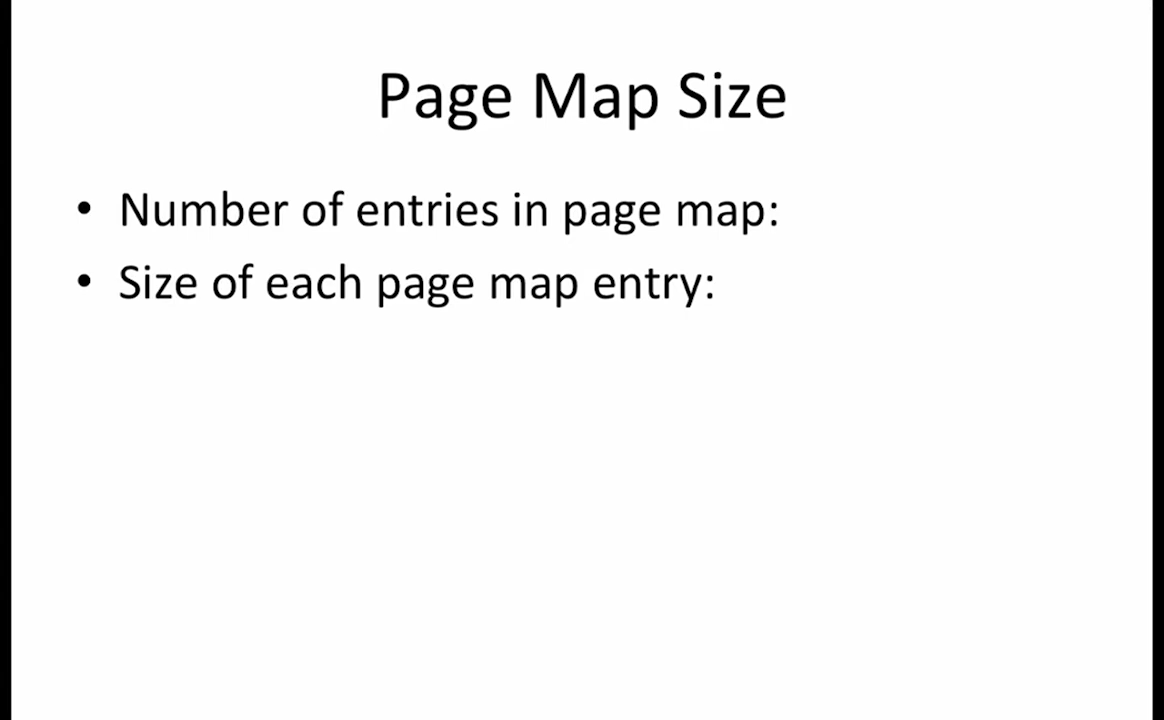 Page Map Size
• Number of entries in page map:
• Size of each page map entry: